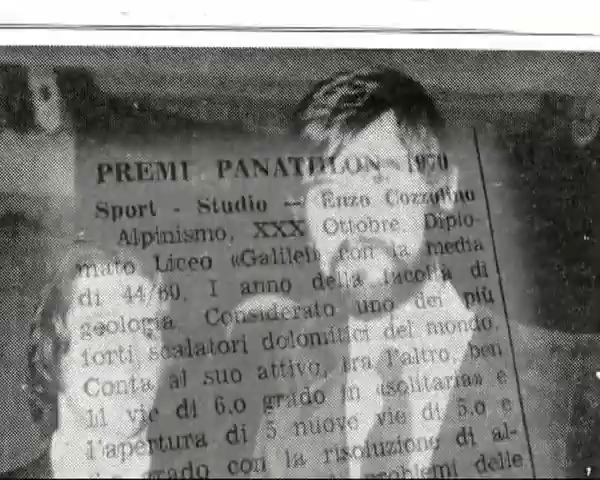 PREMI PANATHLON 1970
Sport - Studio — Enzo Cozzolino
Alpinismo, XXX Ottobre. Diplo-
mato Liceo «Galilei» con la media
di 44/60. I anno della facoltà di
geologia. Considerato uno dei più
forti scalatori dolomitici del mondo.
Conta al suo attivo, tra l'altro, ben
11 vie di 6.o grado in «solitaria» e
l'apertura di 5 nuove vie di 5.o e
grado con la risoluzione di al-
problemi delle